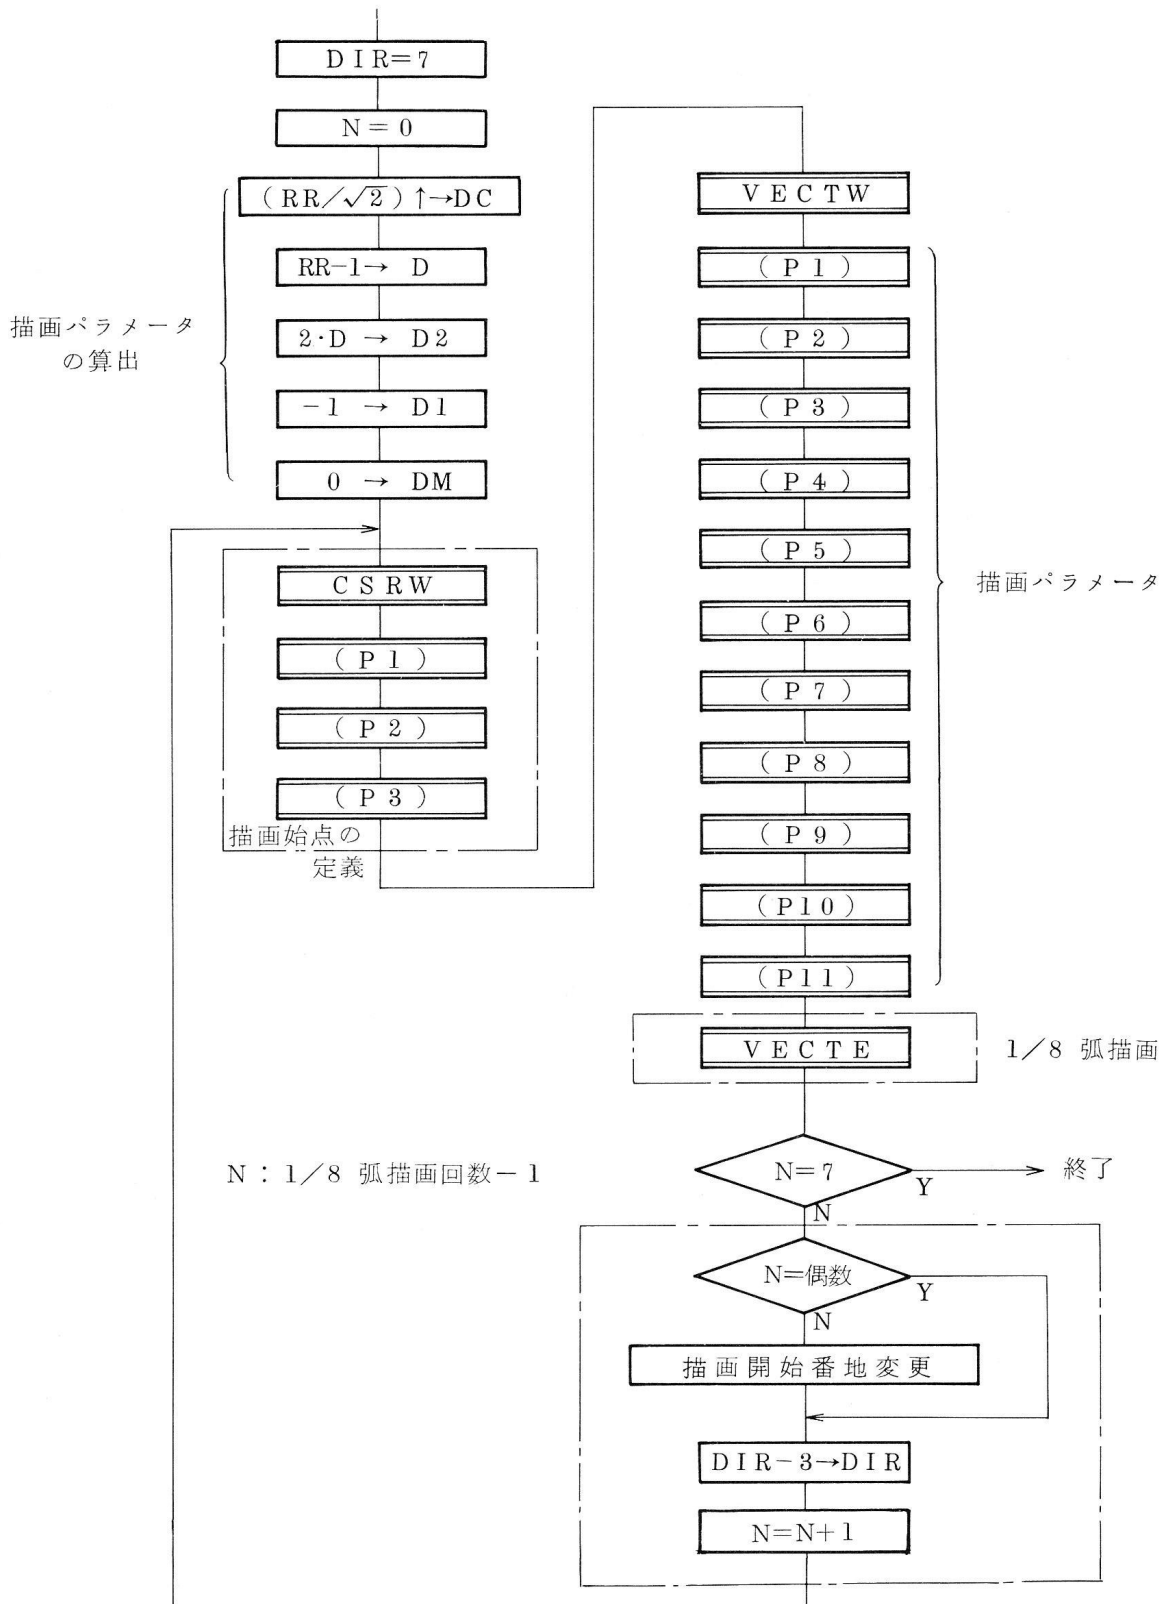 DIR=7
N=0
(RR/√2)↑→DC
RR-1→ D
2·D → D2
-1 → D1
0 → DM
描画パラメータ
の算出
CSRW
(P1)
(P2)
(P3)
描画始点の
定義
VECTW
(P1)
(P2)
(P3)
(P4)
(P5)
(P6)
(P7)
(P8)
(P9)
(P10)
(P11)
描画パラメータ
VECTE
1/8 弧描画
N:1/8 弧描画回数-1
N=7
Y
終了
N
N=偶数
Y
N
描画開始番地変更
DIR-3→DIR
N=N+1